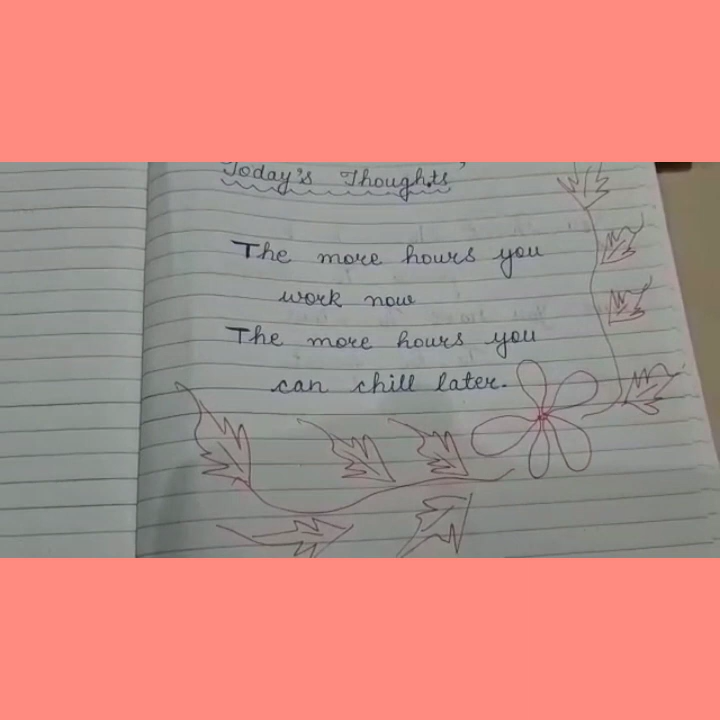 Today's Thoughts
The more hours you
work now
The more hours you
can chill later.